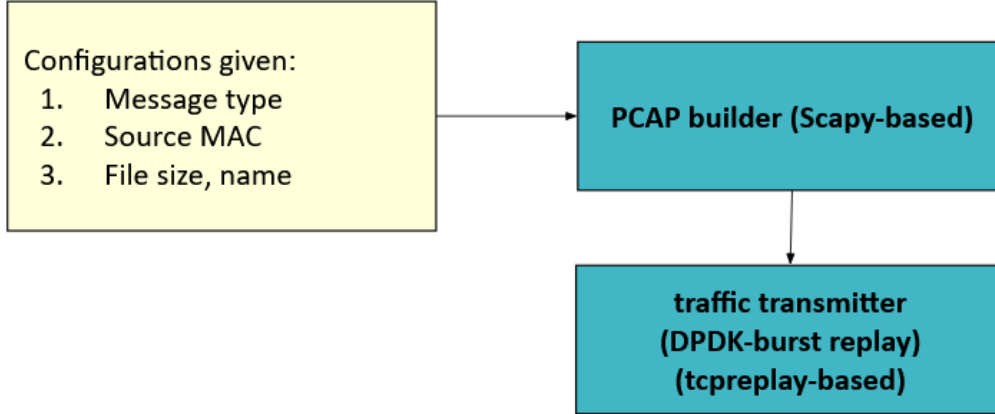 Configurations given:
1. Message type
2. Source MAC
3. File size, name
PCAP builder (Scapy-based)
traffic transmitter
(DPDK-burst replay)
(tcpreplay-based)